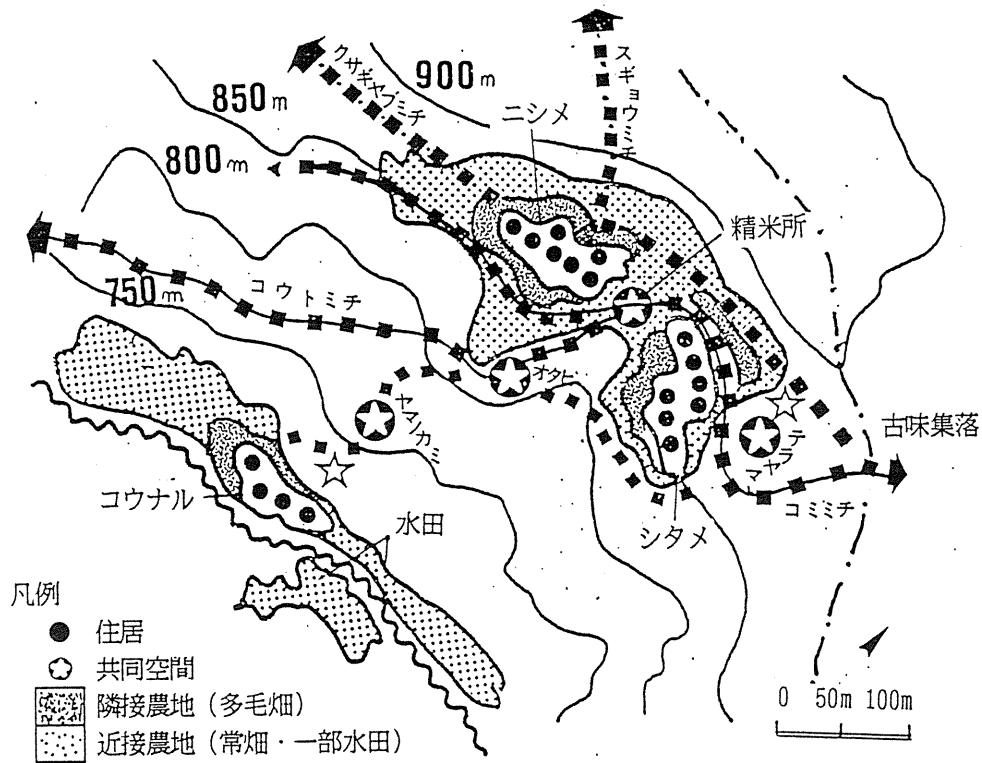 クサギヤブミチ
900m
スギョウミチ
850m
ニシメ
800m
精米所
コウトミチ
750m
オタビ
ヤマンカミ
古味集落
マヤラテ
コウナル
コミミチ
水田
シタメ
凡例
住居
共同空間
隣接農地(多毛畑)
近接農地(常畑・一部水田)
0 50m 100m